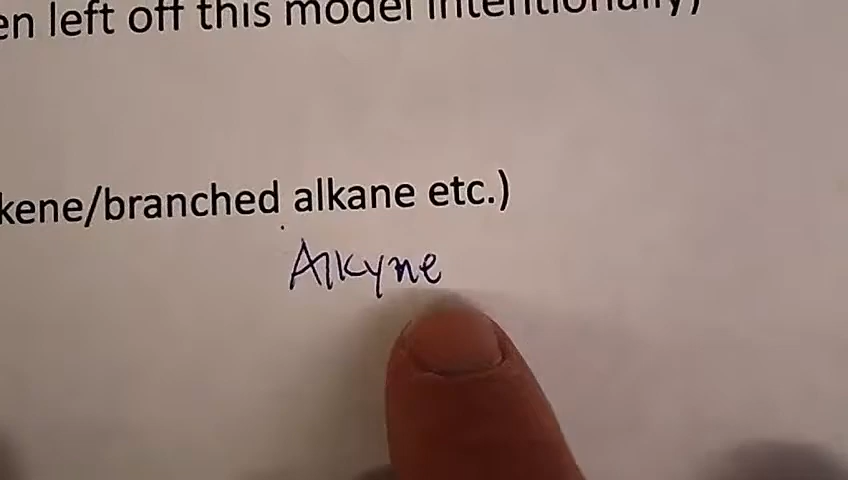 en left off this model intentionally)
kene/branched alkane etc.)
Alkyne